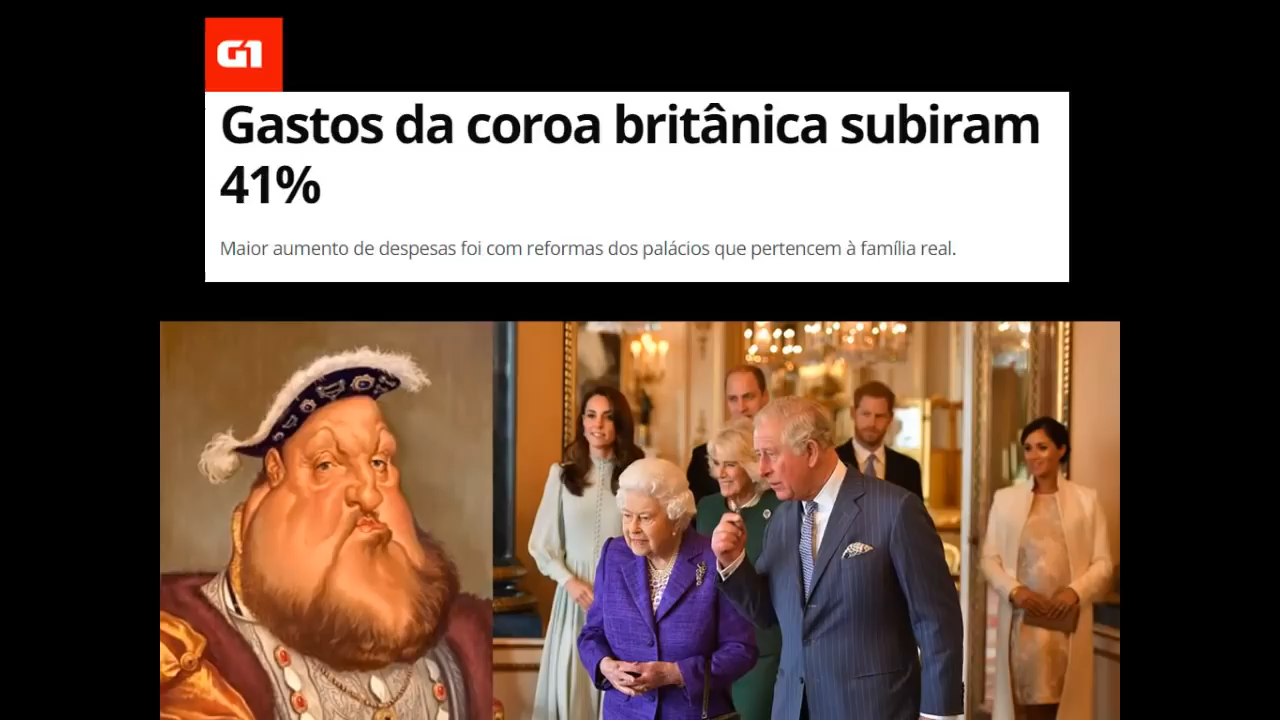 G1
Gastos da coroa britânica subiram
41%
Maior aumento de despesas foi com reformas dos palácios que pertencem à família real.